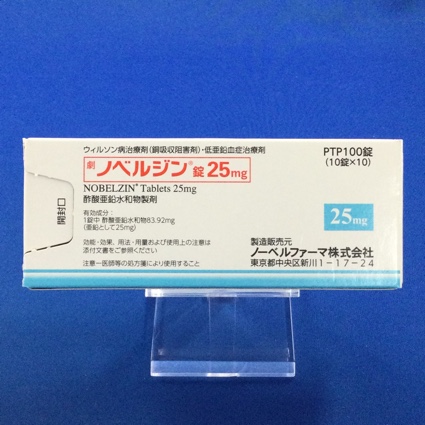 ウィルソン病治療剤(銅吸収阻害剤)・低亜鉛血症治療剤
劇 ノベルジン® 錠 25mg
NOBELZIN® Tablets 25mg
酢酸亜鉛水和物製剤
有効成分：
1錠中 酢酸亜鉛水和物83.92mg
(亜鉛として25mg)
効能・効果、用法・用量および使用上の注意は
添付文書をご参照ください
注意－医師等の処方箋により使用すること
PTP100錠
(10錠×10)
25mg
製造販売元
ノーベルファーマ株式会社
東京都中央区新川1－17－24
開封口